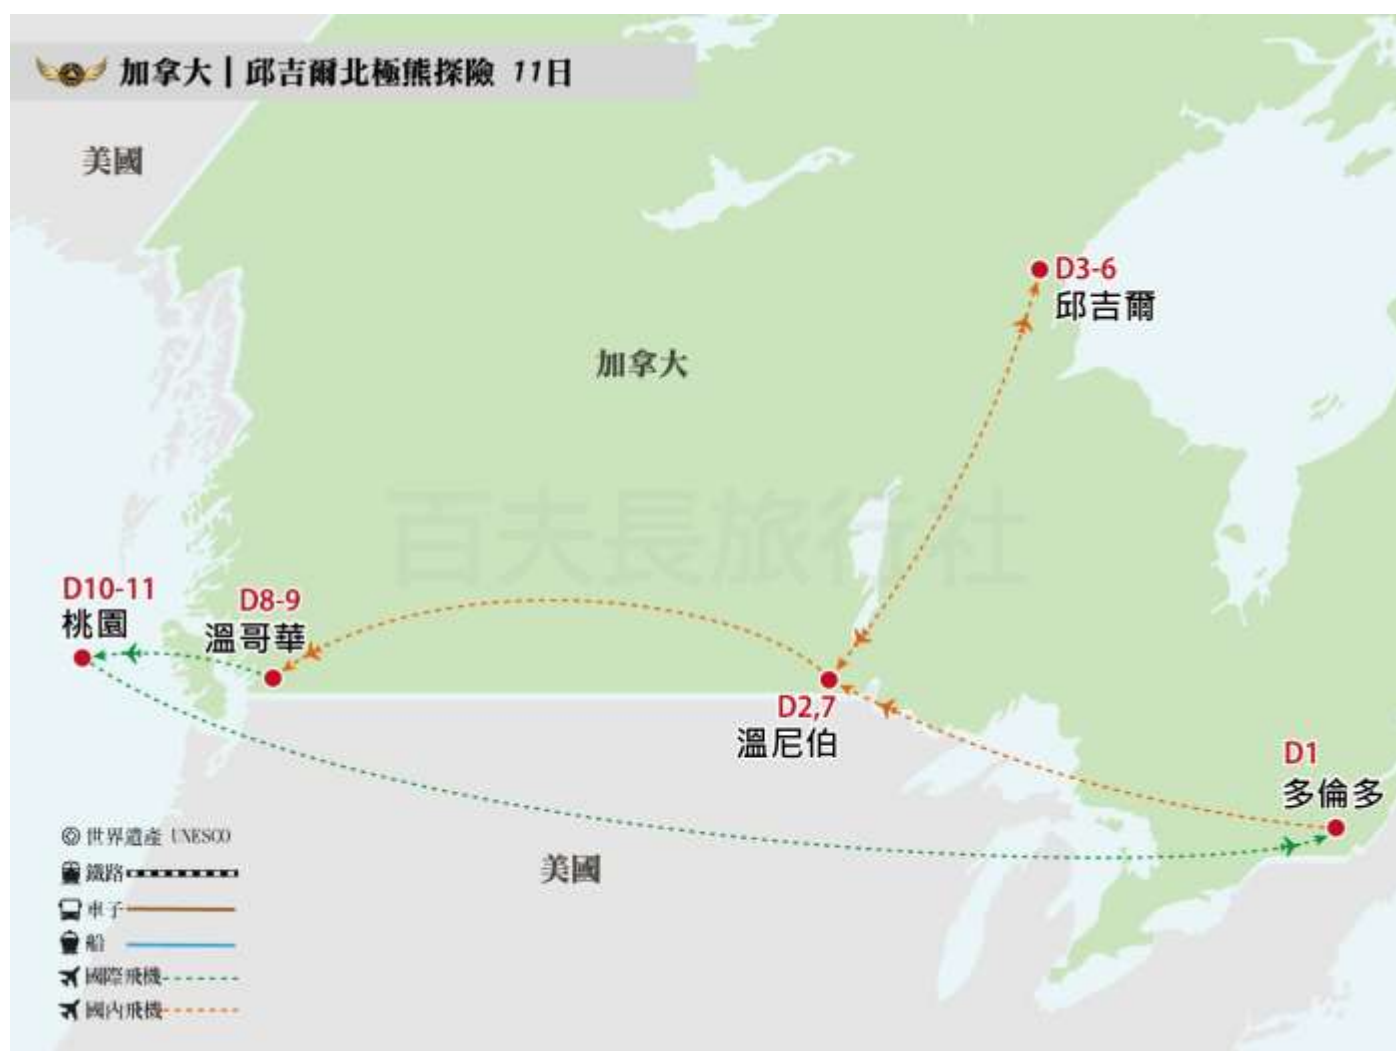 加拿大 | 邱吉爾北極熊探險 11日
美國
D3-6
邱吉爾
加拿大
百夫長旅行社
D10-11
桃園
D8-9
溫哥華
D2,7
溫尼伯
D1
多倫多
美國
世界遺產 UNESCO
鐵路
車子
船
國際飛機
國內飛機